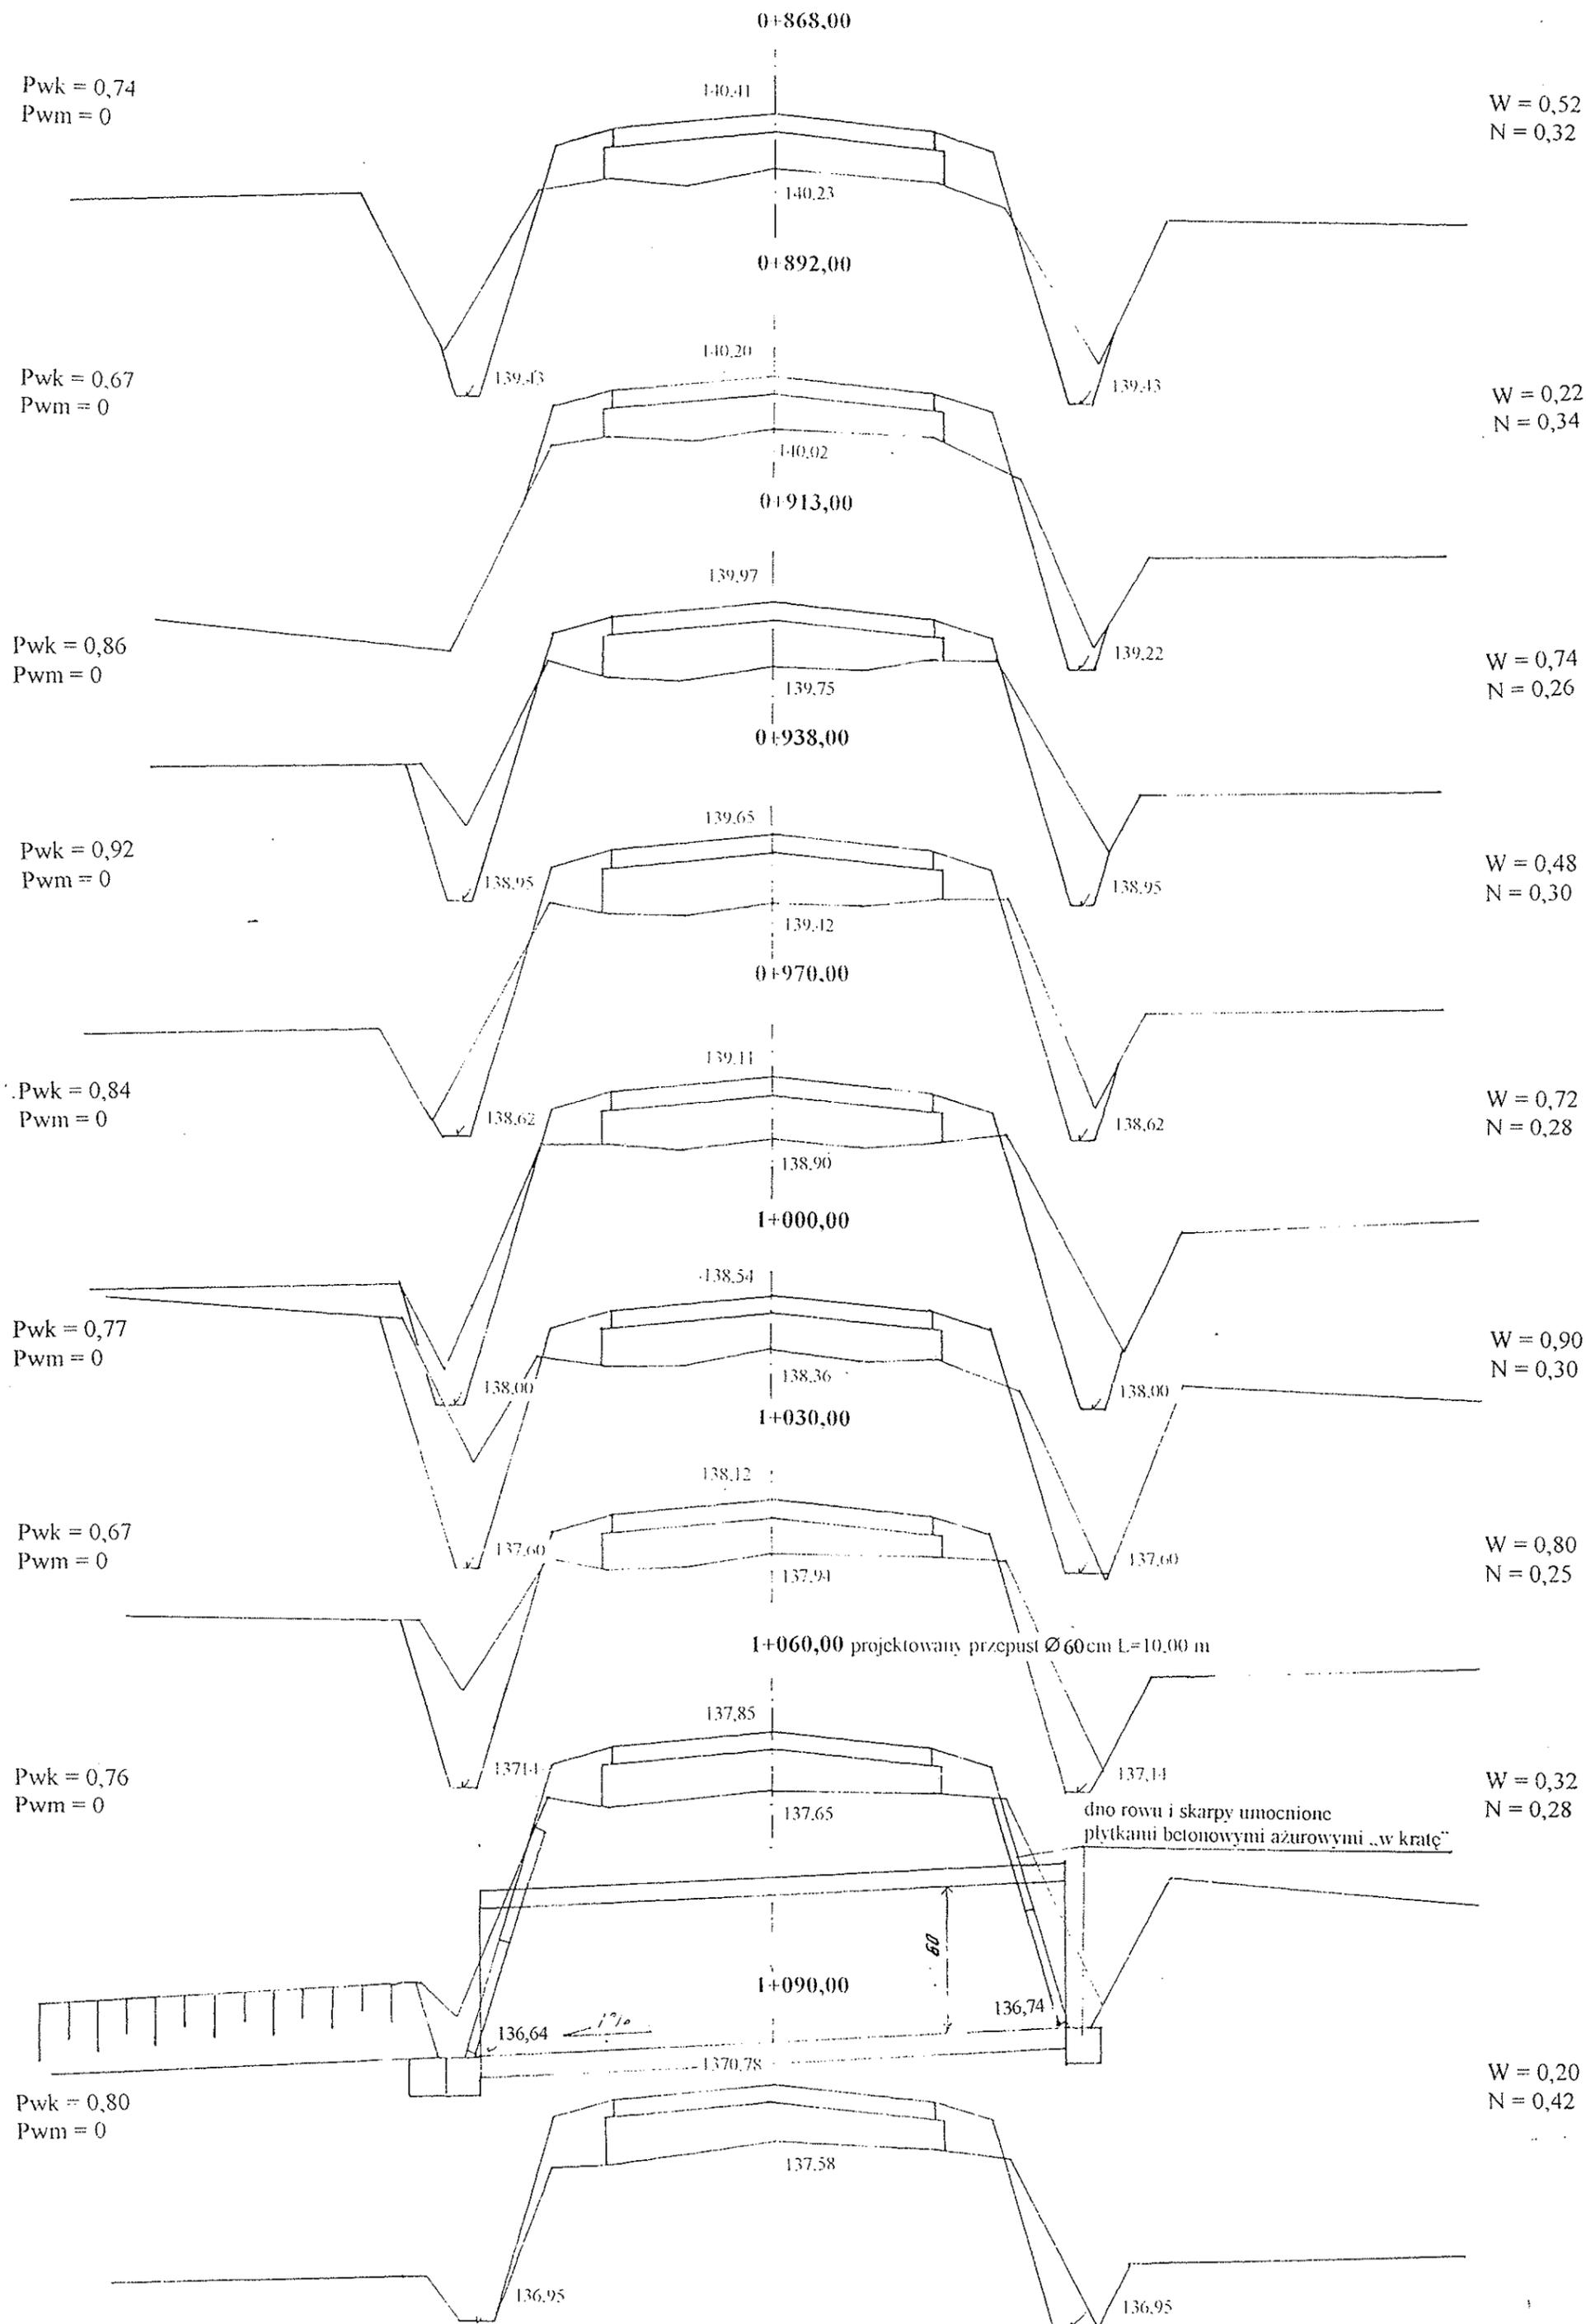 0+868,00
Pwk = 0,74
Pwm = 0
140,41
W = 0,52
N = 0,32
140,23
139,43
139,43
0+892,00
Pwk = 0,67
Pwm = 0
140,20
W = 0,22
N = 0,34
140,02
139,22
0+913,00
Pwk = 0,86
Pwm = 0
139,97
W = 0,74
N = 0,26
139,75
138,95
138,95
0+938,00
Pwk = 0,92
Pwm = 0
139,65
W = 0,48
N = 0,30
139,42
138,62
138,62
0+970,00
Pwk = 0,84
Pwm = 0
139,11
W = 0,72
N = 0,28
138,90
138,00
138,00
1+000,00
Pwk = 0,77
Pwm = 0
138,54
W = 0,90
N = 0,30
138,36
137,60
137,60
1+030,00
Pwk = 0,67
Pwm = 0
138,12
W = 0,80
N = 0,25
137,94
13714
137,14
1+060,00 projektowany przepust Ø60cm L=10,00 m
Pwk = 0,76
Pwm = 0
137,85
W = 0,32
N = 0,28
137,65
dno rowu i skarpy umocnione
płytkami betonowymi ażurowymi „w kratę"
60
136,64
1%
136,74
1+090,00
Pwk = 0,80
Pwm = 0
1370,78
W = 0,20
N = 0,42
137,58
136,95
136,95